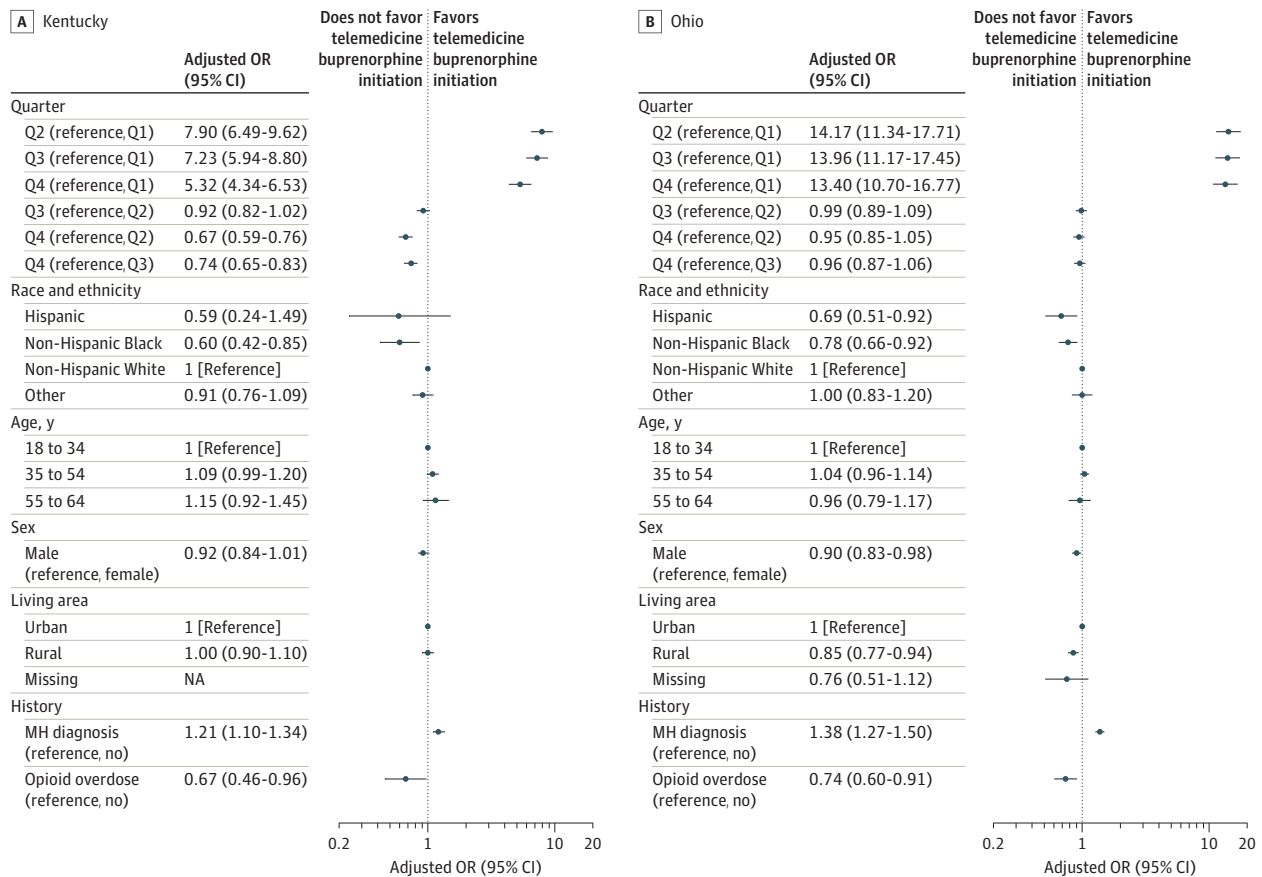 A Kentucky
Adjusted OR
(95% CI)
Does not favor
telemedicine
buprenorphine
initiation
Favors
telemedicine
buprenorphine
initiation
Quarter
Q2 (reference, Q1) 7.90 (6.49-9.62)
Q3 (reference, Q1) 7.23 (5.94-8.80)
Q4 (reference, Q1) 5.32 (4.34-6.53)
Q3 (reference, Q2) 0.92 (0.82-1.02)
Q4 (reference, Q2) 0.67 (0.59-0.76)
Q4 (reference, Q3) 0.74 (0.65-0.83)
Race and ethnicity
Hispanic 0.59 (0.24-1.49)
Non-Hispanic Black 0.60 (0.42-0.85)
Non-Hispanic White 1 [Reference]
Other 0.91 (0.76-1.09)
Age, y
18 to 34 1 [Reference]
35 to 54 1.09 (0.99-1.20)
55 to 64 1.15 (0.92-1.45)
Sex
Male 0.92 (0.84-1.01)
(reference, female)
Living area
Urban 1 [Reference]
Rural 1.00 (0.90-1.10)
Missing NA
History
MH diagnosis 1.21 (1.10-1.34)
(reference, no)
Opioid overdose 0.67 (0.46-0.96)
(reference, no)
0.2 1 10 20
Adjusted OR (95% CI)
B Ohio
Adjusted OR
(95% CI)
Does not favor
telemedicine
buprenorphine
initiation
Favors
telemedicine
buprenorphine
initiation
Quarter
Q2 (reference, Q1) 14.17 (11.34-17.71)
Q3 (reference, Q1) 13.96 (11.17-17.45)
Q4 (reference, Q1) 13.40 (10.70-16.77)
Q3 (reference, Q2) 0.99 (0.89-1.09)
Q4 (reference, Q2) 0.95 (0.85-1.05)
Q4 (reference, Q3) 0.96 (0.87-1.06)
Race and ethnicity
Hispanic 0.69 (0.51-0.92)
Non-Hispanic Black 0.78 (0.66-0.92)
Non-Hispanic White 1 [Reference]
Other 1.00 (0.83-1.20)
Age, y
18 to 34 1 [Reference]
35 to 54 1.04 (0.96-1.14)
55 to 64 0.96 (0.79-1.17)
Sex
Male 0.90 (0.83-0.98)
(reference, female)
Living area
Urban 1 [Reference]
Rural 0.85 (0.77-0.94)
Missing 0.76 (0.51-1.12)
History
MH diagnosis 1.38 (1.27-1.50)
(reference, no)
Opioid overdose 0.74 (0.60-0.91)
(reference, no)
0.2 1 10 20
Adjusted OR (95% CI)